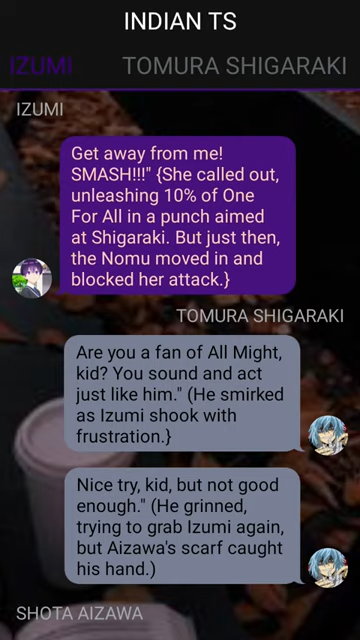 INDIAN TS
IZUMI
TOMURA SHIGARAKI
IZUMI
Get away from me!
SMASH!!!" {She called out,
unleashing 10% of One
For All in a punch aimed
at Shigaraki. But just then,
the Nomu moved in and
blocked her attack.}
TOMURA SHIGARAKI
Are you a fan of All Might,
kid? You sound and act
just like him." (He smirked
as Izumi shook with
frustration.}
Nice try, kid, but not good
enough." (He grinned,
trying to grab Izumi again,
but Aizawa's scarf caught
his hand.)
SHOTA AIZAWA